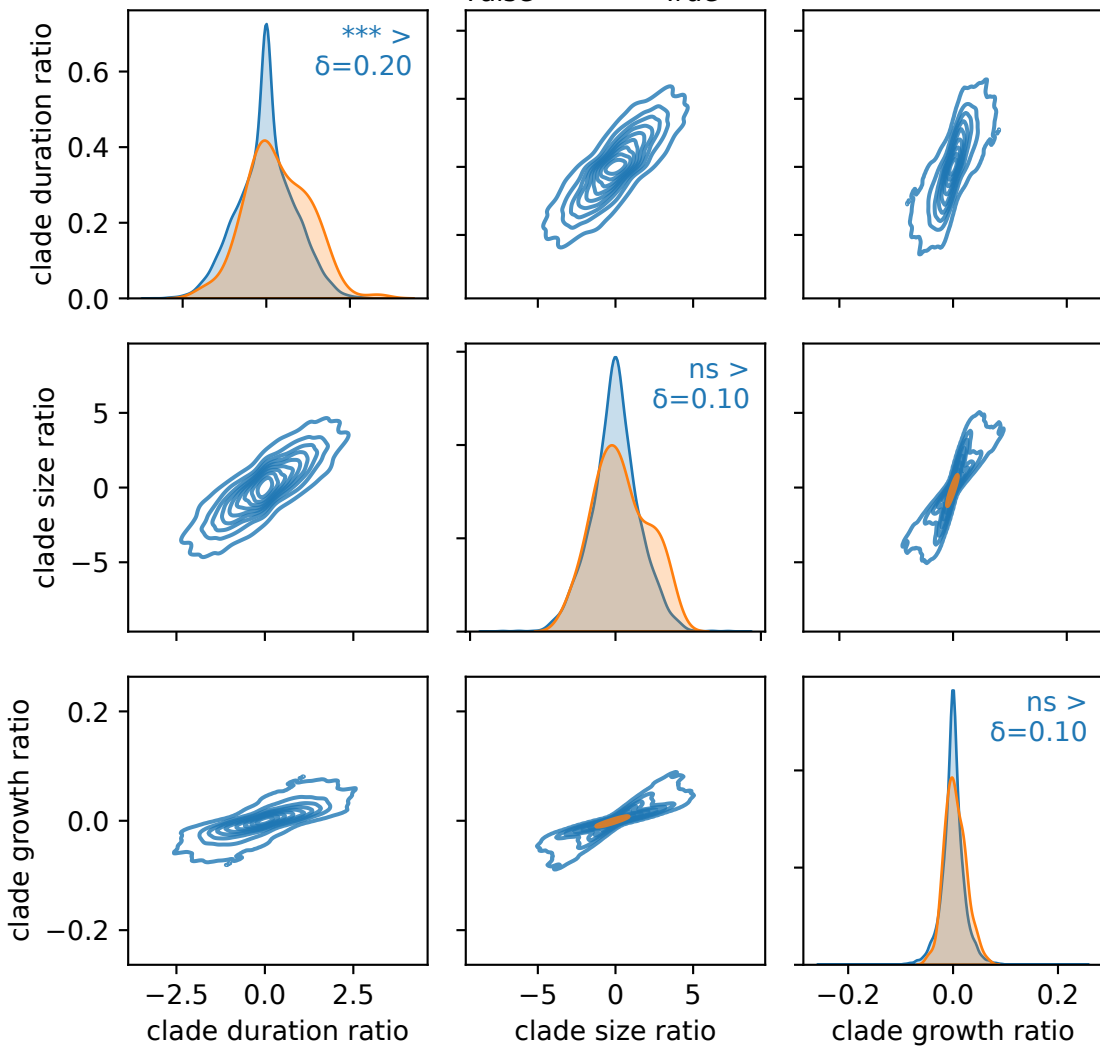 clade duration ratio
0.6
0.4
0.2
0.0
*** >
δ=0.20
clade size ratio
5
0
−5
ns >
δ=0.10
clade growth ratio
0.2
0.0
−0.2
ns >
δ=0.10
−2.5 0.0 2.5
clade duration ratio
−5 0 5
clade size ratio
−0.2 0.0 0.2
clade growth ratio